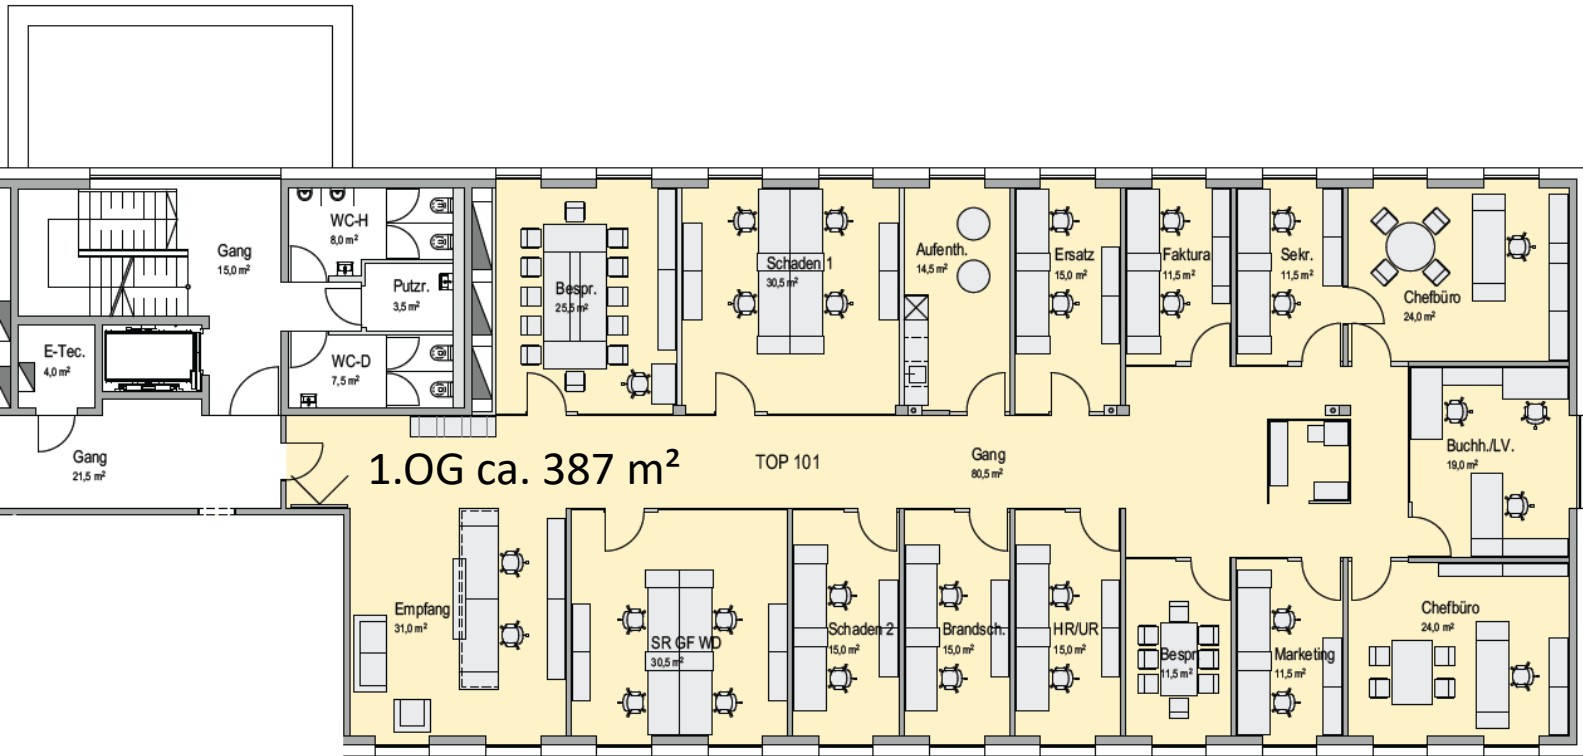 WC-H
8,0 m²
Gang
15,0 m²
Putzr.
3,5 m²
E-Tec.
4,0 m²
WC-D
7,5 m²
Bespr.
25,5 m²
Schaden 1
30,5 m²
Aufenth.
14,5 m²
Ersatz
15,0 m²
Faktura
11,5 m²
Sekr.
11,5 m²
Chefbüro
24,0 m²
Gang
21,5 m²
1.OG ca. 387 m²
TOP 101
Gang
80,5 m²
Buchh./LV.
19,0 m²
Empfang
31,0 m²
SR GF WD
30,5 m²
Schaden 2
15,0 m²
Brandsch.
15,0 m²
HR/UR
15,0 m²
Bespr.
11,5 m²
Marketing
11,5 m²
Chefbüro
24,0 m²